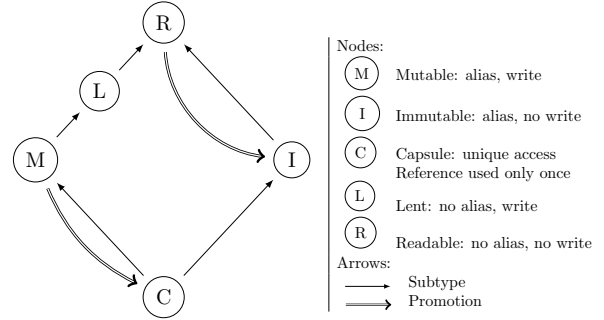 R
L
M
I
C
Nodes:
M Mutable: alias, write
I Immutable: alias, no write
C Capsule: unique access
Reference used only once
L Lent: no alias, write
R Readable: no alias, no write
Arrows:
Subtype
Promotion